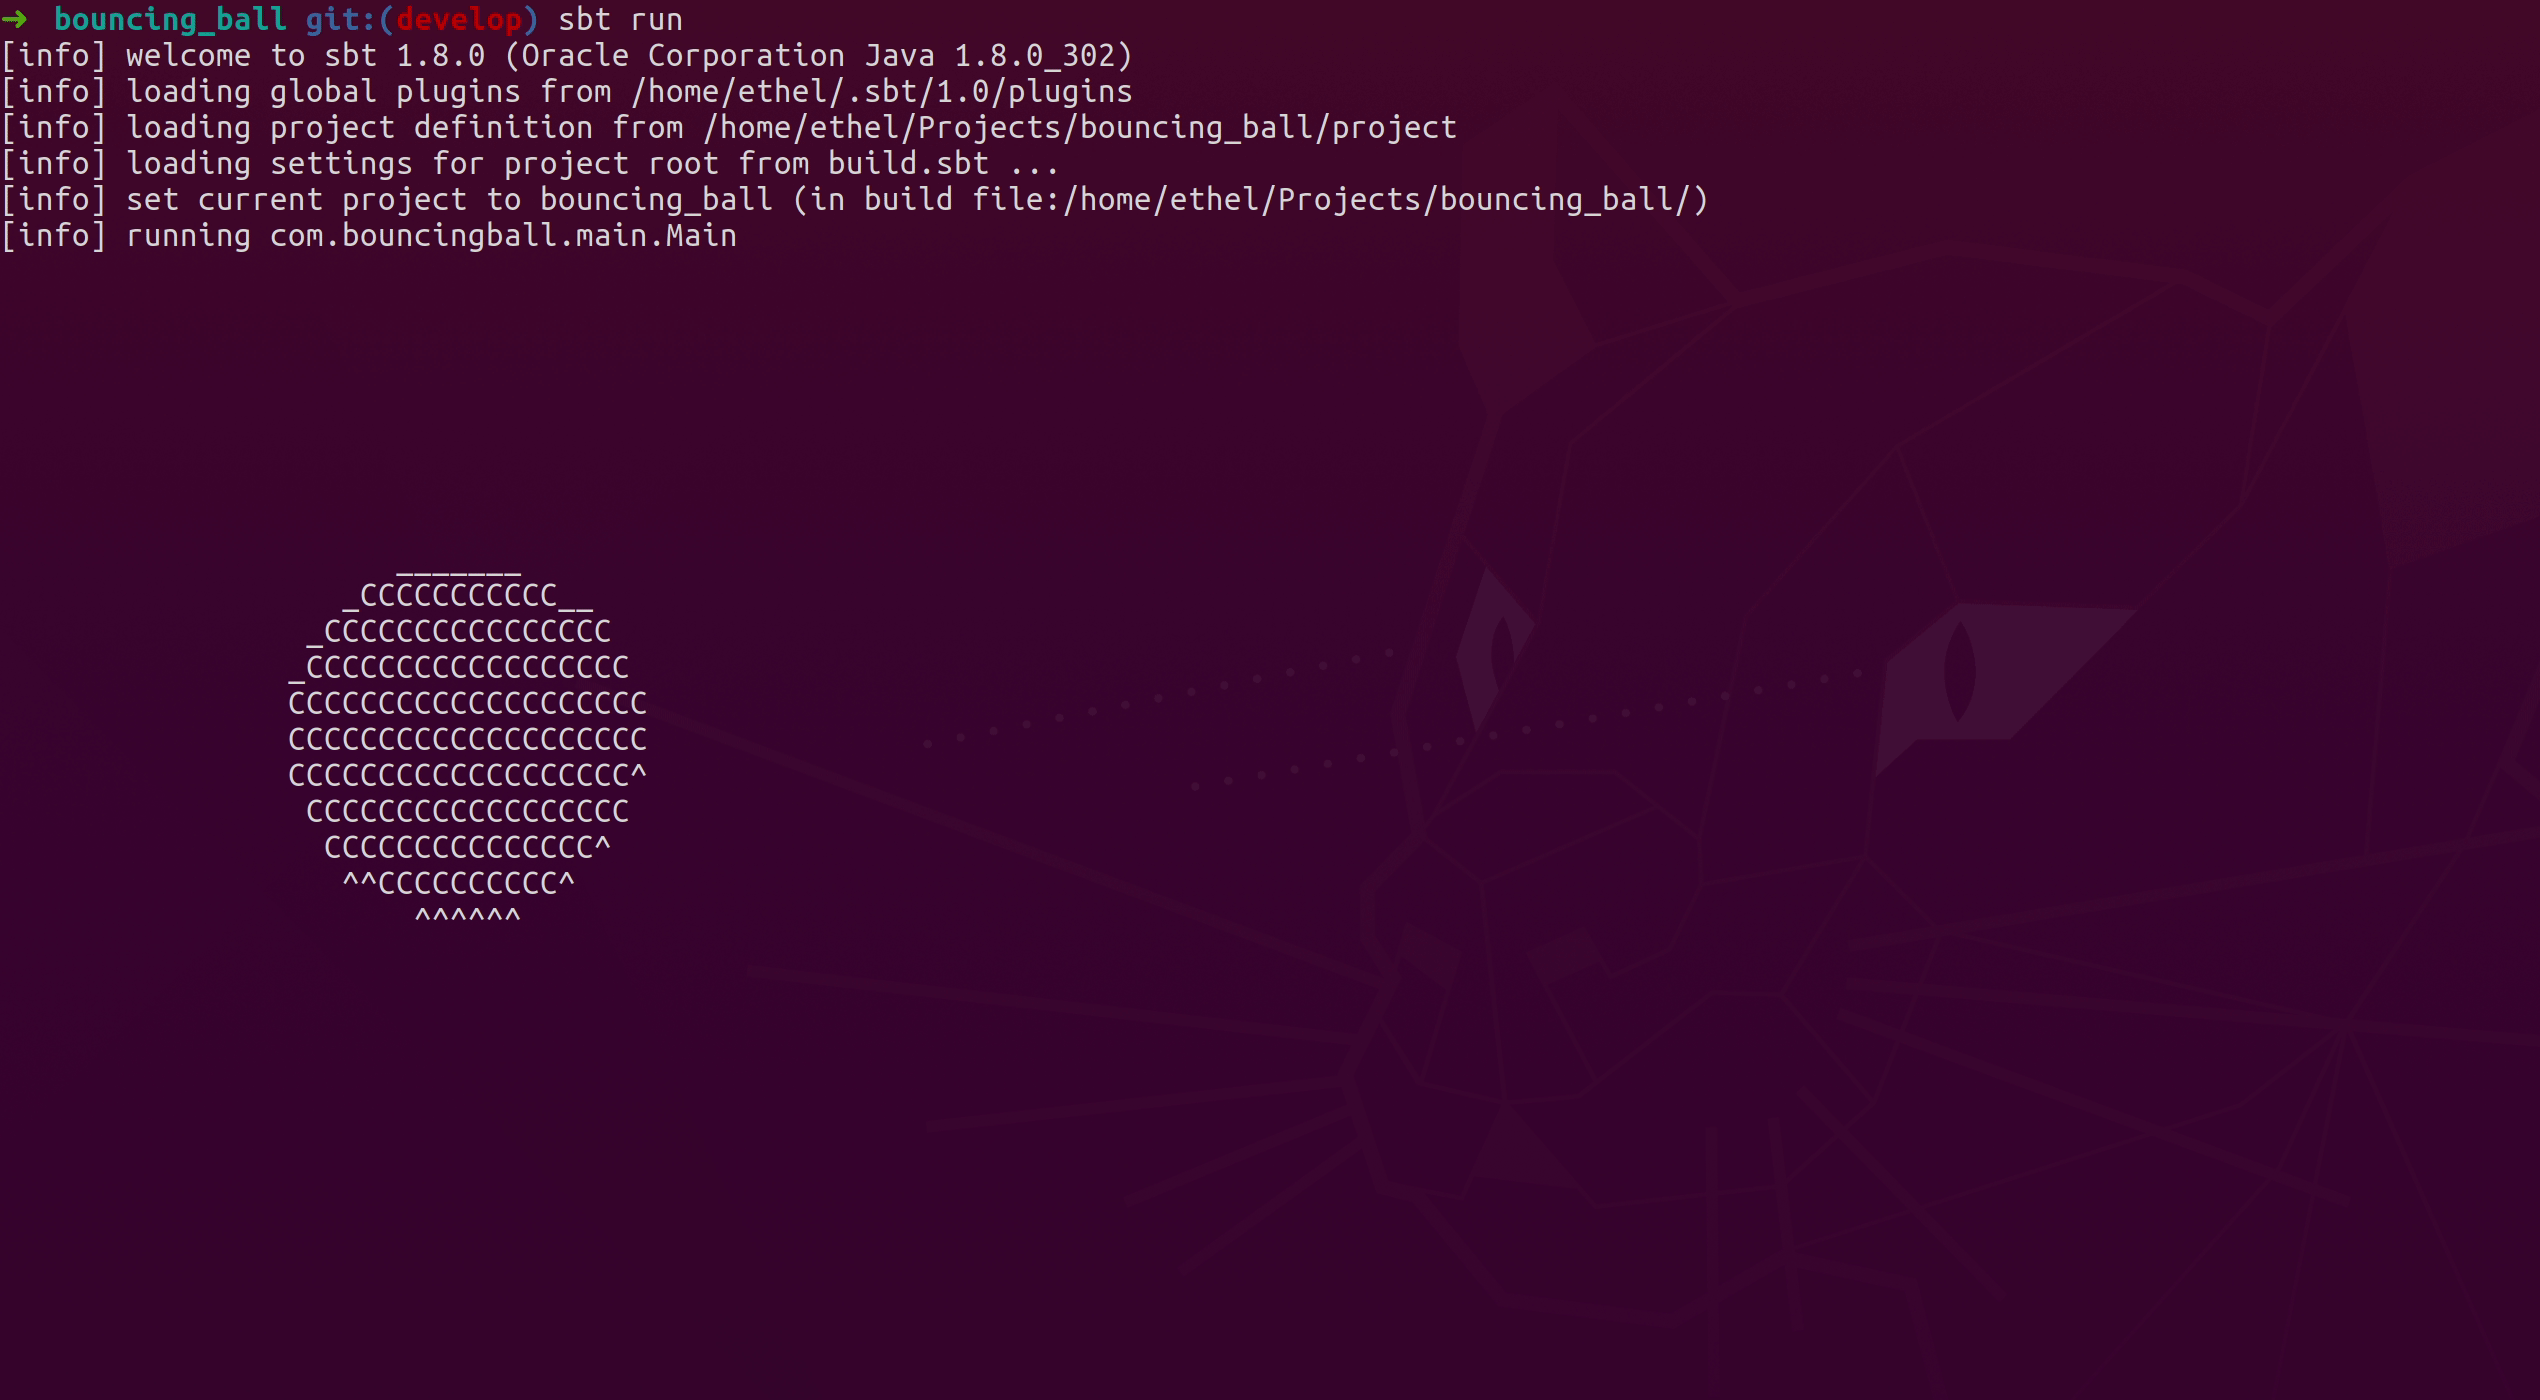 ➜  bouncing_ball git:(develop) sbt run
[info] welcome to sbt 1.8.0 (Oracle Corporation Java 1.8.0_302)
[info] loading global plugins from /home/ethel/.sbt/1.0/plugins
[info] loading project definition from /home/ethel/Projects/bouncing_ball/project
[info] loading settings for project root from build.sbt ...
[info] set current project to bouncing_ball (in build file:/home/ethel/Projects/bouncing_ball/)
[info] running com.bouncingball.main.Main
                      _______
                   _CCCCCCCCCCC__
                 _CCCCCCCCCCCCCCCC
                _CCCCCCCCCCCCCCCCCC
                CCCCCCCCCCCCCCCCCCCC
                CCCCCCCCCCCCCCCCCCCC
                CCCCCCCCCCCCCCCCCCC^
                 CCCCCCCCCCCCCCCCCC
                  CCCCCCCCCCCCCCC^
                   ^^CCCCCCCCCC^
                       ^^^^^^